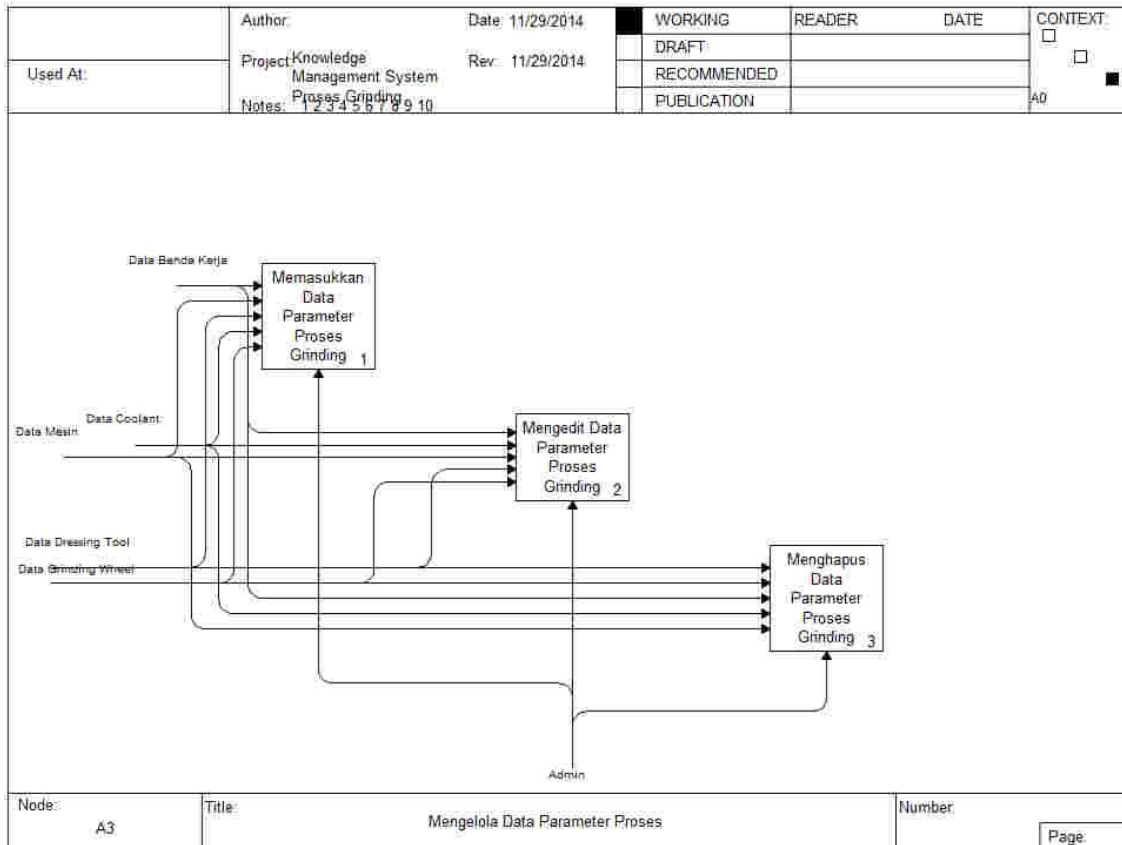 Used At:
Author:
Date: 11/29/2014
Project: Knowledge
Management System
Proses Grinding
Rev: 11/29/2014
Notes: 1 2 3 4 5 6 7 8 9 10
WORKING
DRAFT
RECOMMENDED
PUBLICATION
READER
DATE
CONTEXT:
A0
Data Benda Kerja
Memasukkan
Data
Parameter
Proses
Grinding 1
Data Coolant
Data Mesin
Mengedit Data
Parameter
Proses
Grinding 2
Data Dressing Tool
Data Grinzing Wheel
Menghapus
Data
Parameter
Proses
Grinding 3
Admin
Node:
A3
Title:
Mengelola Data Parameter Proses
Number:
Page: